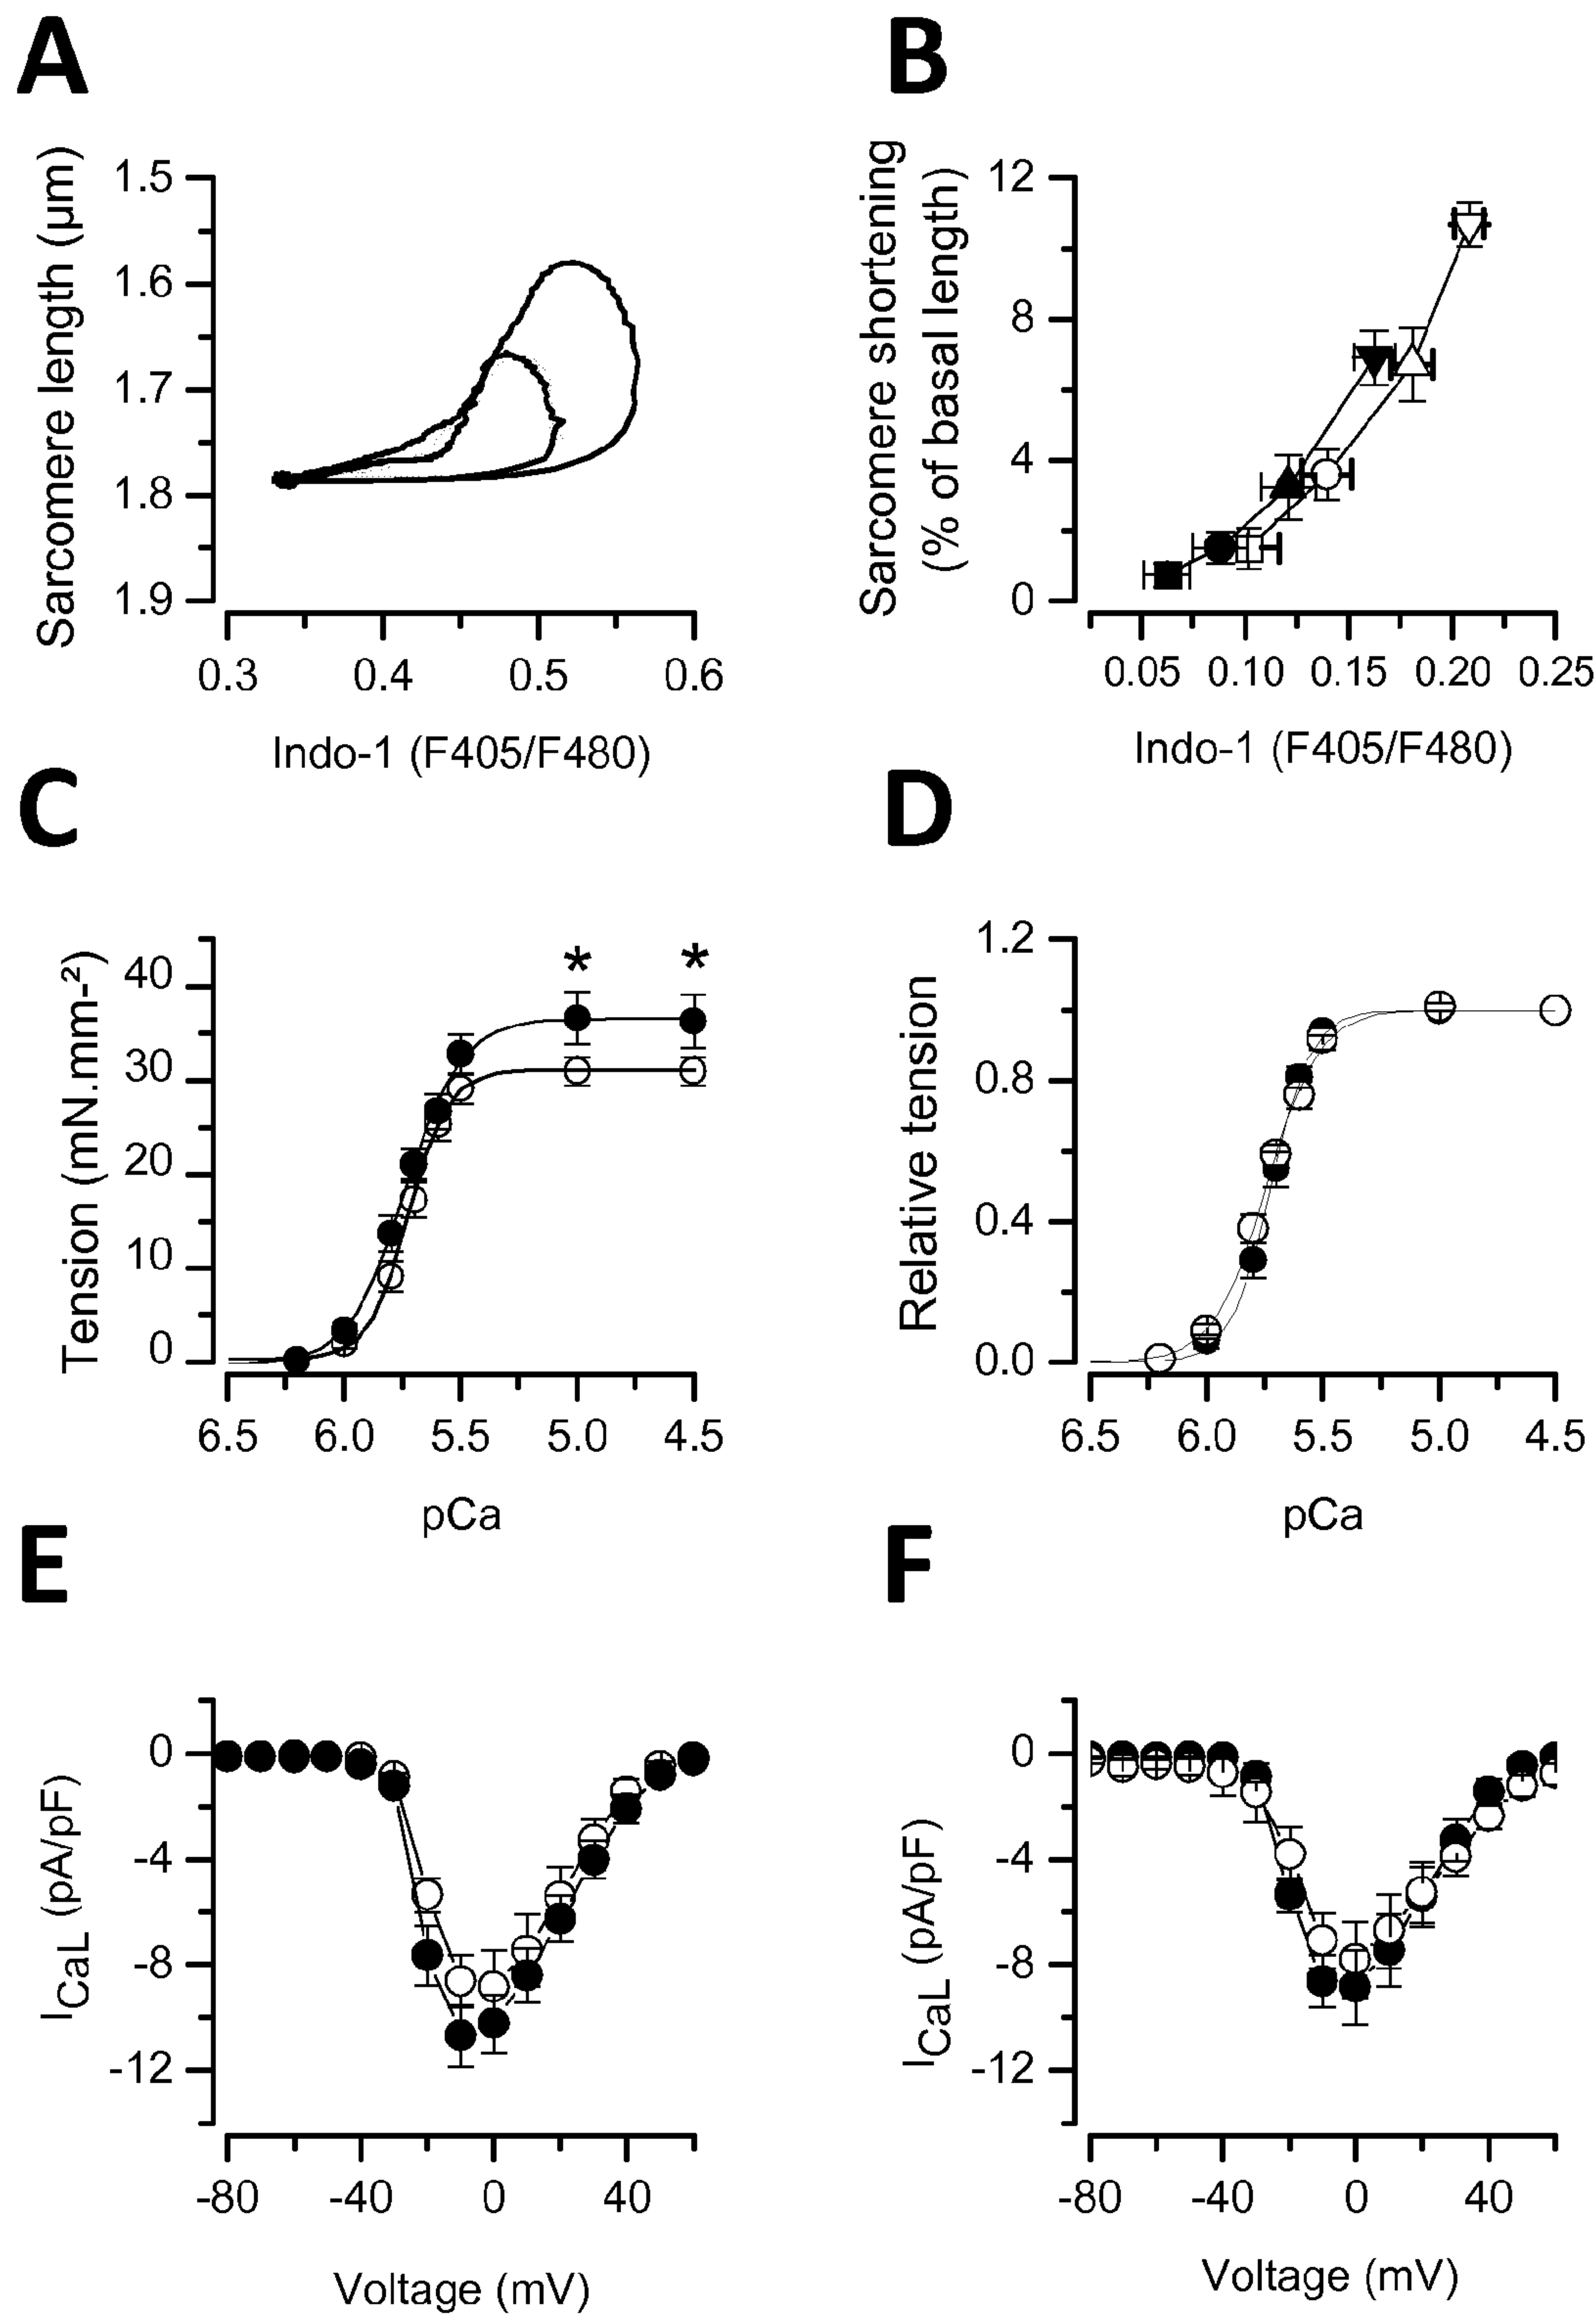 A
B
Sarcomere length (µm)
1.5
1.6
1.7
1.8
1.9
0.3 0.4 0.5 0.6
Indo-1 (F405/F480)
Sarcomere shortening
(% of basal length)
12
8
4
0
0.05 0.10 0.15 0.20 0.25
Indo-1 (F405/F480)
C
D
Tension (mN.mm-²)
40
30
20
10
0
* *
6.5 6.0 5.5 5.0 4.5
pCa
Relative tension
1.2
0.8
0.4
0.0
6.5 6.0 5.5 5.0 4.5
pCa
E
F
ICaL (pA/pF)
0
-4
-8
-12
-80 -40 0 40
Voltage (mV)
ICaL (pA/pF)
0
-4
-8
-12
-80 -40 0 40
Voltage (mV)